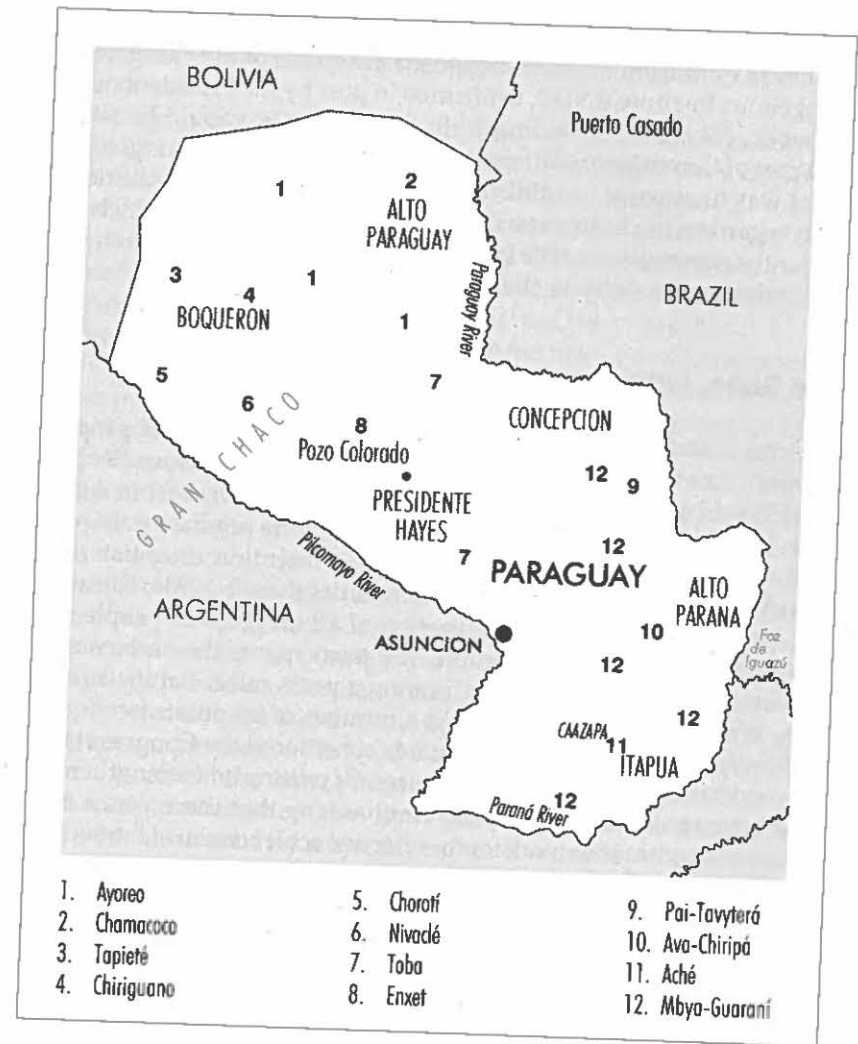 BOLIVIA
Puerto Casado
1
2
ALTO
PARAGUAY
3
4
1
BOQUERON
1
Paraguay River
BRAZIL
5
6
7
CONCEPCION
8
Pozo Colorado
GRAN CHACO
12
9
PRESIDENTE
HAYES
Pilcomayo River
7
12
PARAGUAY
ALTO
PARANA
ARGENTINA
ASUNCION
10
Foz
de
Iguazú
12
12
CAAZAPA
11
ITAPUA
Paraná River
12
1. Ayoreo
2. Chamacoco
3. Tapieté
4. Chiriguano
5. Chorotí
6. Nivaclé
7. Toba
8. Enxet
9. Pai-Tavyterá
10. Ava-Chiripá
11. Aché
12. Mbya-Guaraní